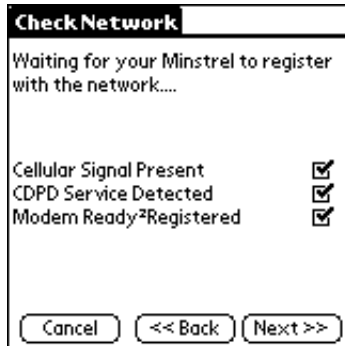 Check Network
Waiting for your Minstrel to register
with the network....
Cellular Signal Present
CDPD Service Detected
Modem Ready²Registered
Cancel << Back Next >>